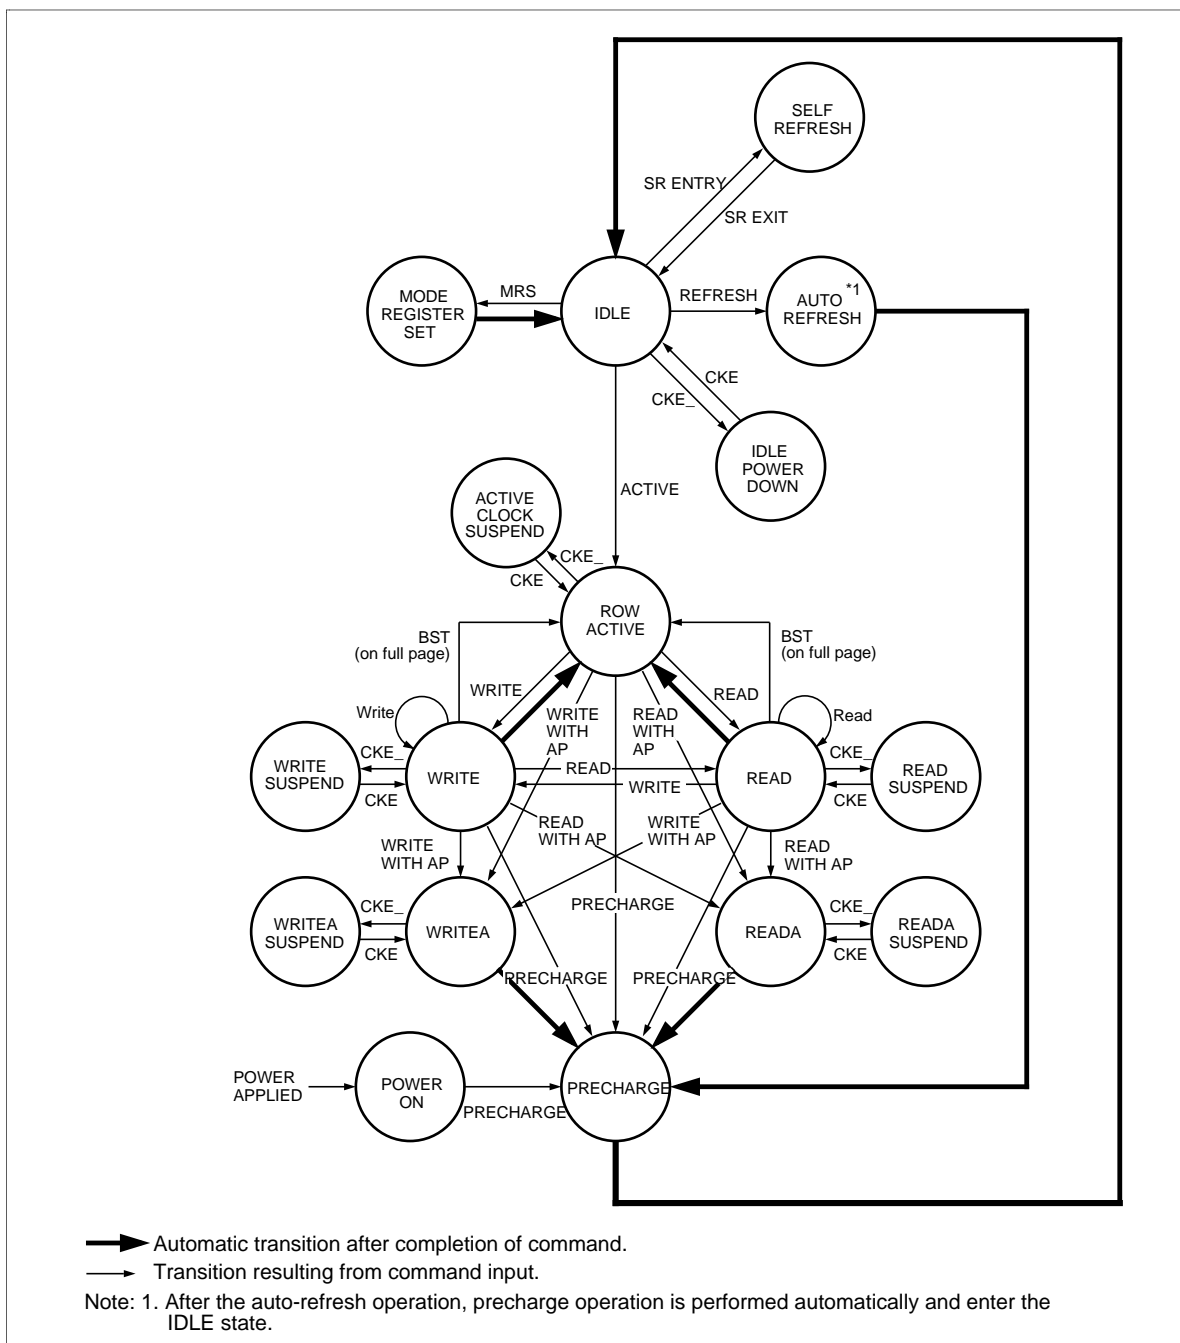 SELF
REFRESH
SR ENTRY
SR EXIT
MODE
REGISTER
SET
MRS
IDLE
REFRESH
AUTO *1
REFRESH
CKE
CKE_
IDLE
POWER
DOWN
ACTIVE
ACTIVE
CLOCK
SUSPEND
CKE_
CKE
ROW
ACTIVE
BST
(on full page)
BST
(on full page)
WRITE
READ
Write
WRITE
WITH
AP
READ
WITH
AP
Read
WRITE
SUSPEND
CKE_
CKE
WRITE
READ
WRITE
READ
CKE_
CKE
READ
SUSPEND
WRITE
WITH AP
READ
WITH AP
WRITE
WITH AP
READ
WITH AP
WRITEA
SUSPEND
CKE_
CKE
WRITEA
PRECHARGE
READA
CKE_
CKE
READA
SUSPEND
PRECHARGE
PRECHARGE
POWER
APPLIED
POWER
ON
PRECHARGE
PRECHARGE
Automatic transition after completion of command.
Transition resulting from command input.
Note: 1. After the auto-refresh operation, precharge operation is performed automatically and enter the
IDLE state.